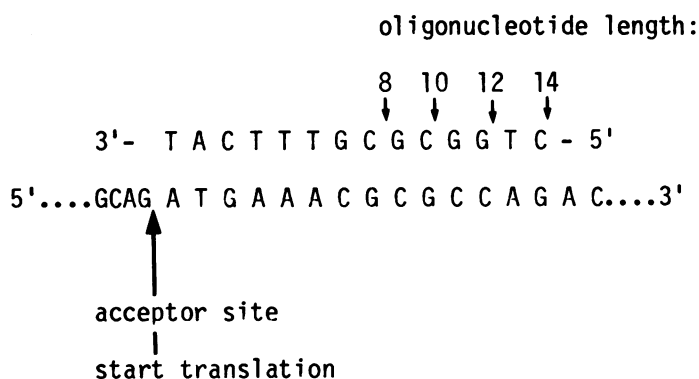 oligonucleotide length:
8 10 12 14
3'- T A C T T T G C G C G G T C - 5'
5'....GCAG A T G A A A C G C G C C A G A C....3'
acceptor site
start translation